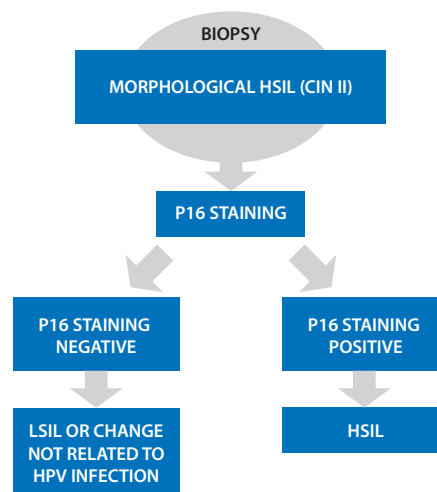 BIOPSY
MORPHOLOGICAL HSIL (CIN II)
P16 STAINING
P16 STAINING
NEGATIVE
P16 STAINING
POSITIVE
LSIL OR CHANGE
NOT RELATED TO
HPV INFECTION
HSIL